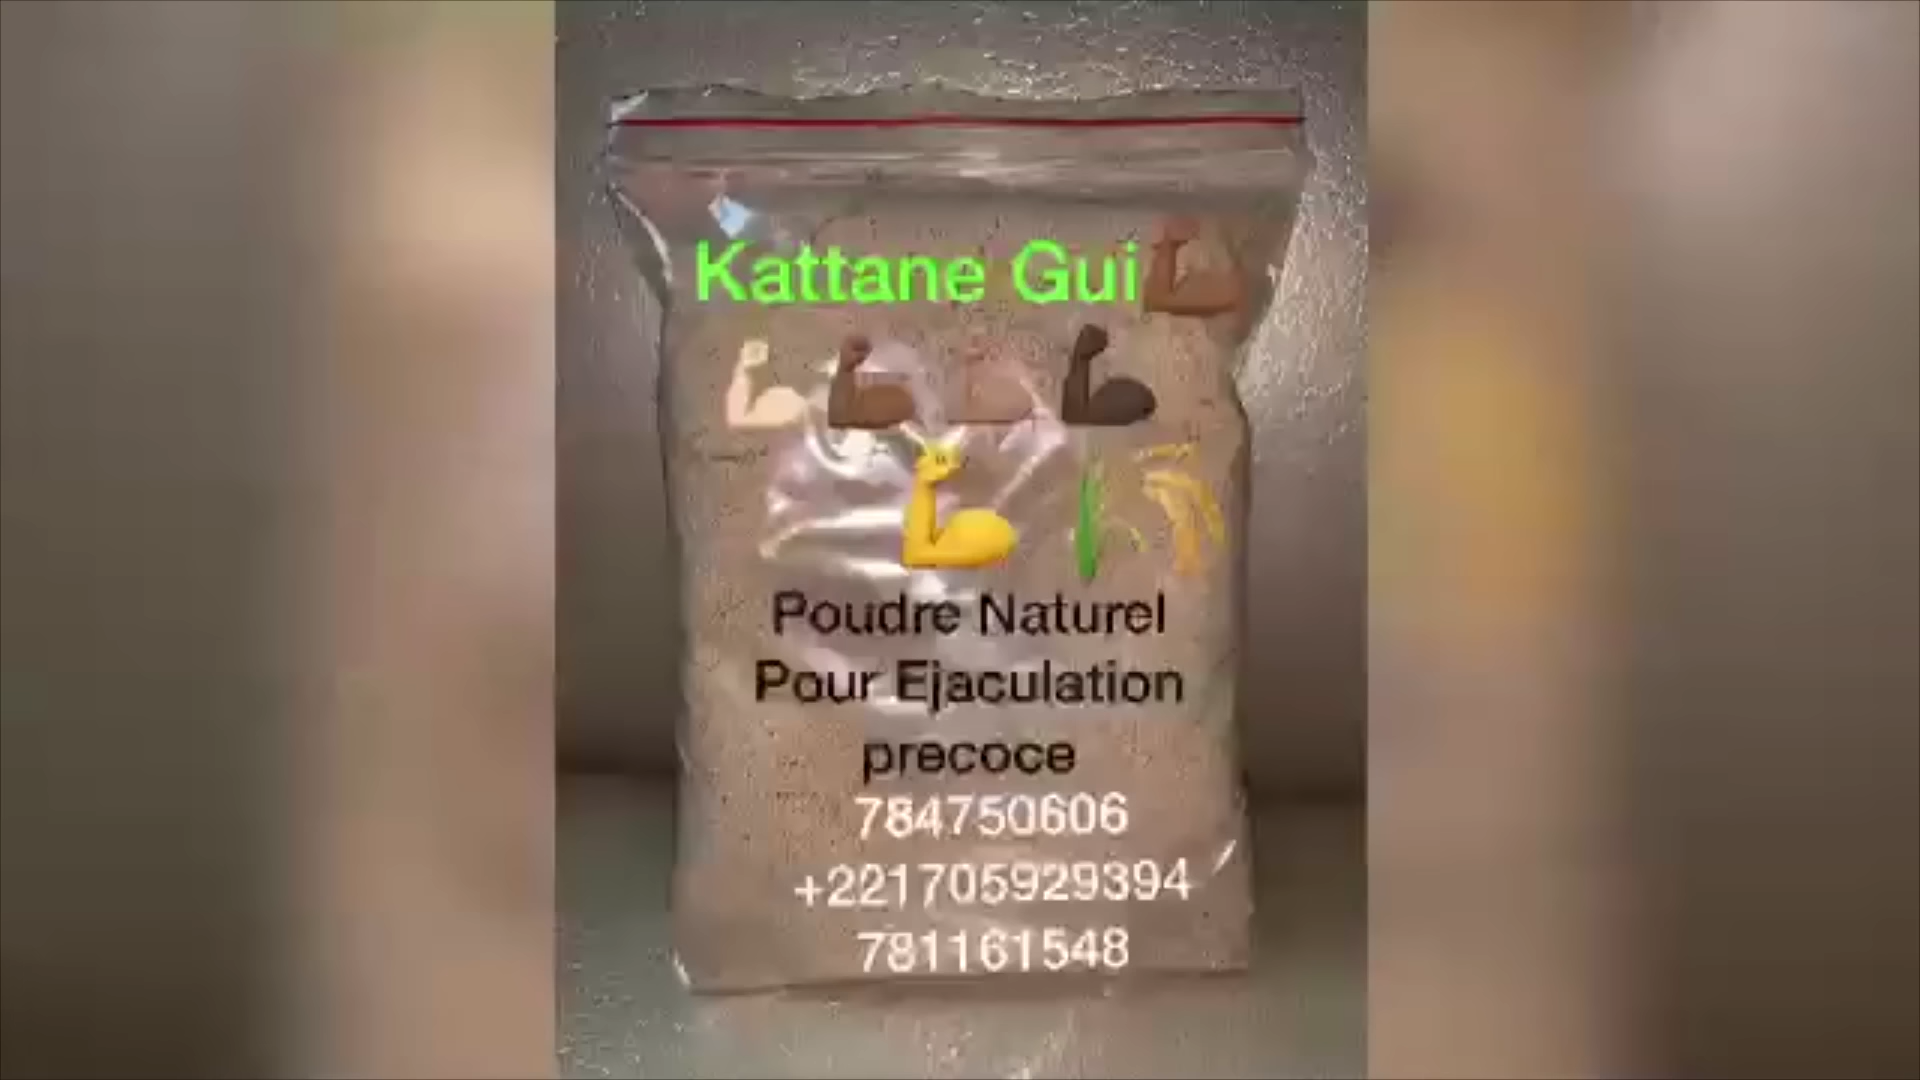 Kattane Gui
Poudre Naturel
Pour Ejaculation
precoce
784750606
+221705929394
781161548